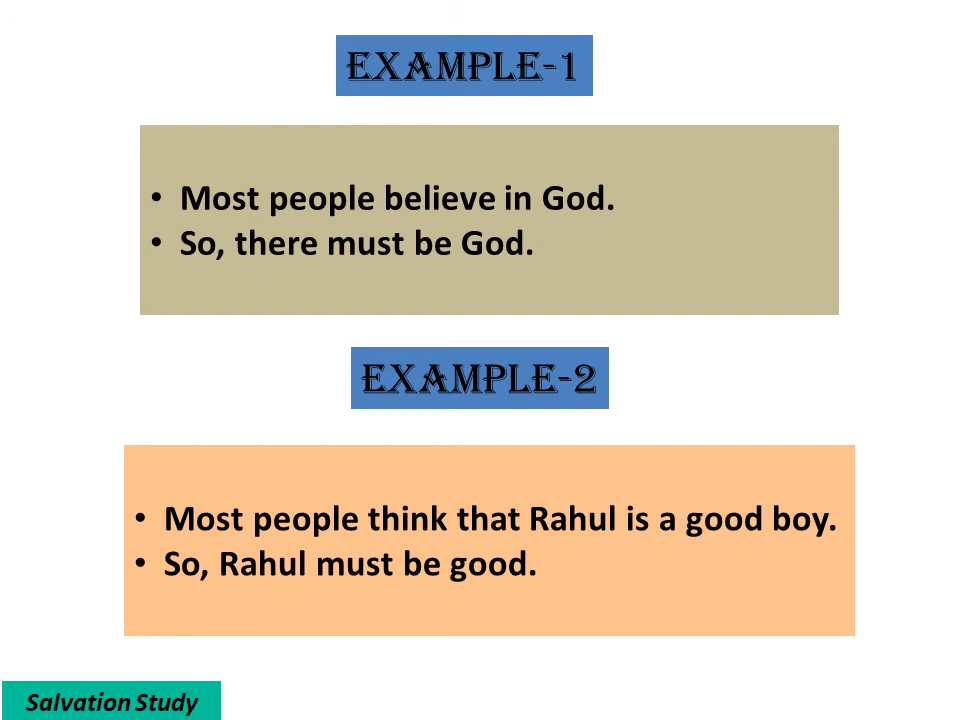 EXAMPLE-1
• Most people believe in God.
• So, there must be God.
EXAMPLE-2
• Most people think that Rahul is a good boy.
• So, Rahul must be good.
Salvation Study